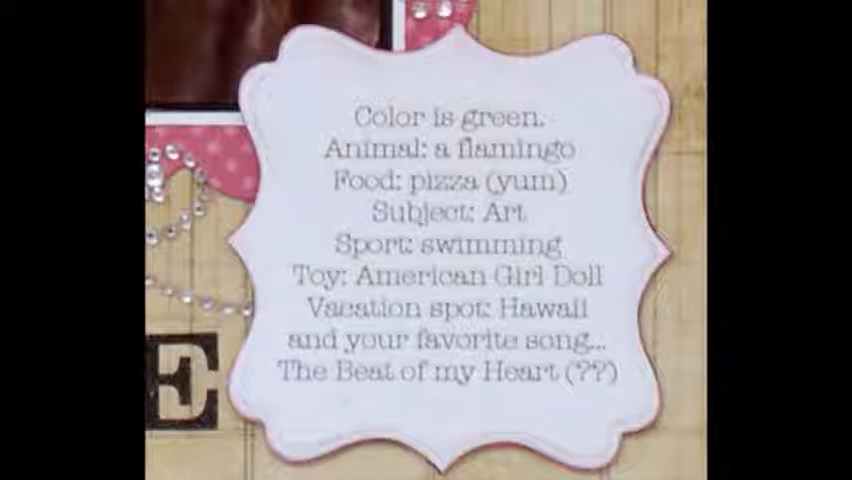 Color is green.
Animal: a flamingo
Food: pizza (yum)
Subject: Art
Sport: swimming
Toy: American Girl Doll
Vacation spot: Hawaii
and your favorite song...
The Beat of my Heart (??)
E